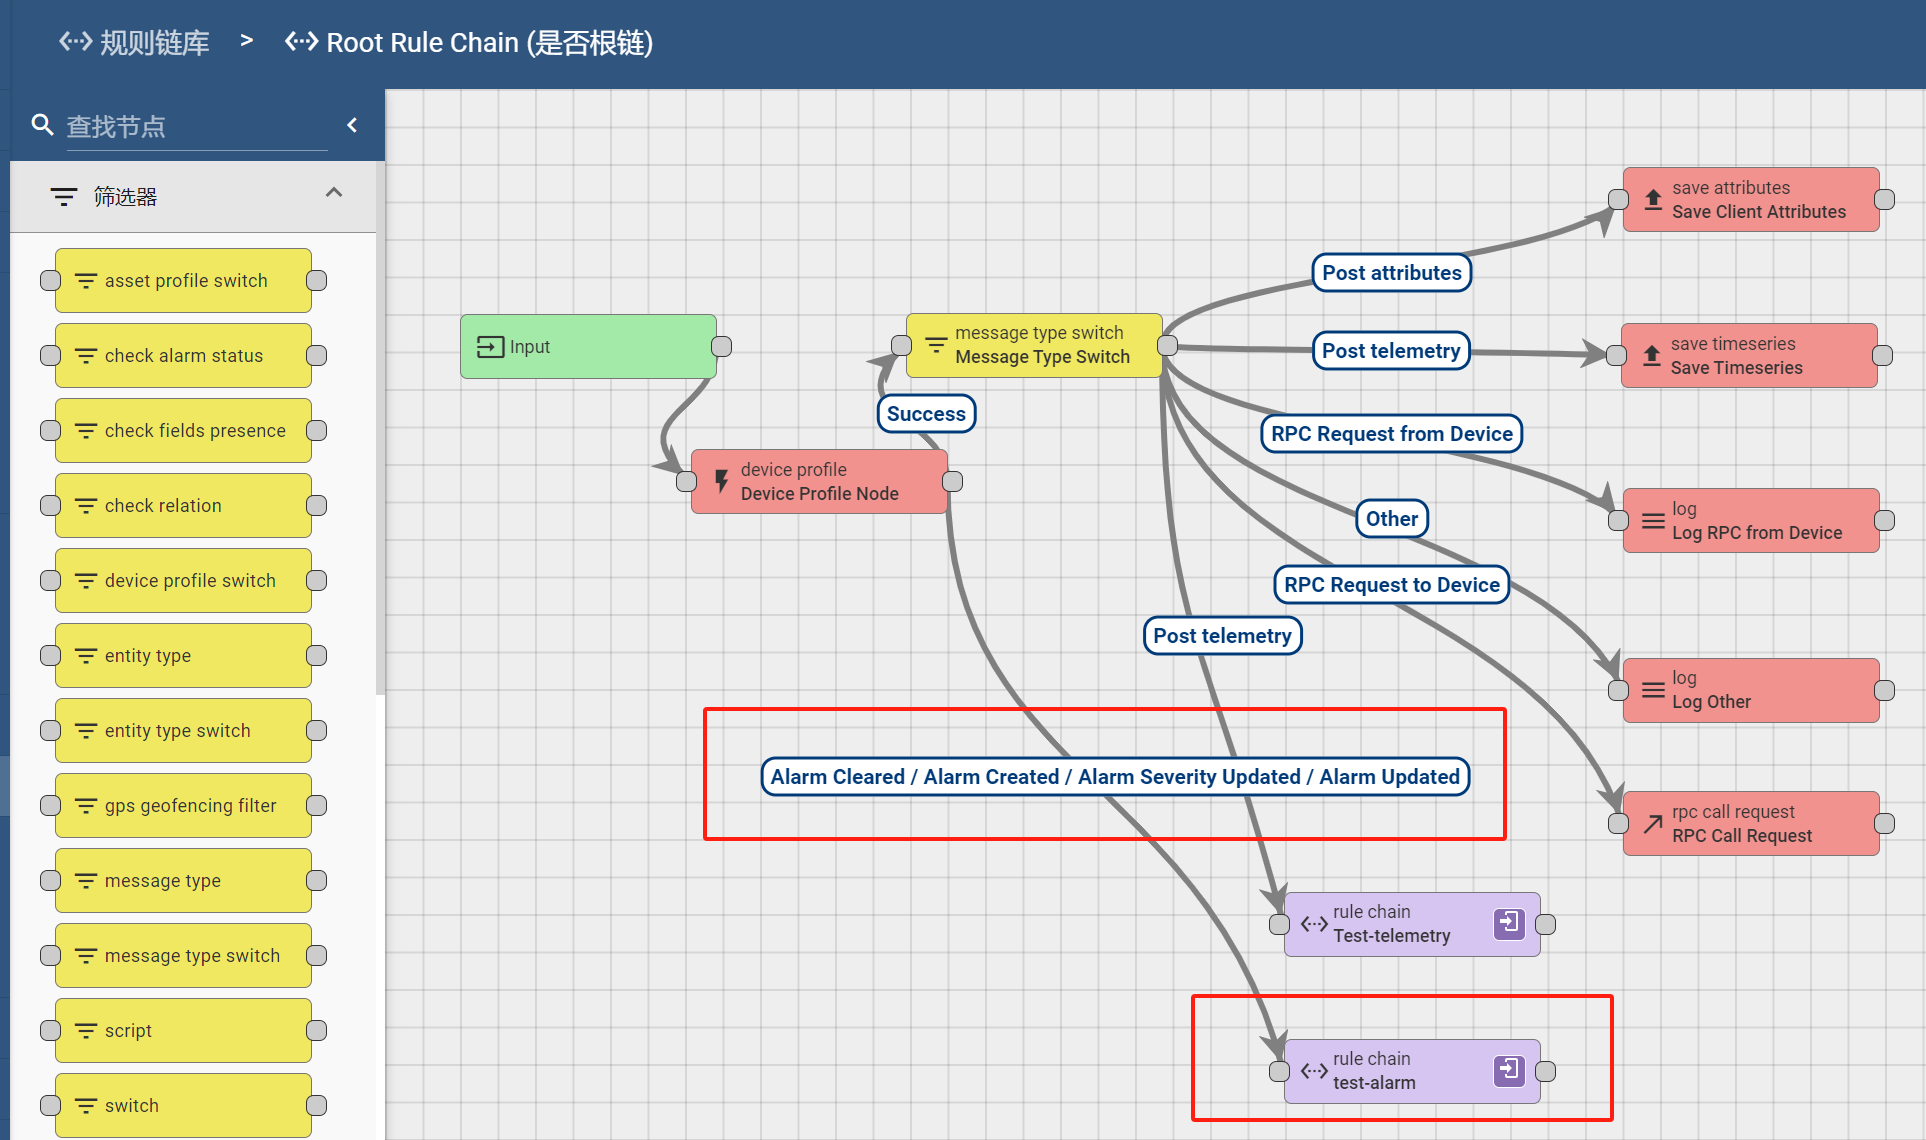 规则链库 > Root Rule Chain (是否根链)
查找节点
筛选器
asset profile switch
check alarm status
check fields presence
check relation
device profile switch
entity type
entity type switch
gps geofencing filter
message type
message type switch
script
switch
Input
device profile
Device Profile Node
Success
message type switch
Message Type Switch
Post attributes
Post telemetry
RPC Request from Device
Other
RPC Request to Device
Post telemetry
Alarm Cleared / Alarm Created / Alarm Severity Updated / Alarm Updated
save attributes
Save Client Attributes
save timeseries
Save Timeseries
log
Log RPC from Device
log
Log Other
rpc call request
RPC Call Request
rule chain
Test-telemetry
rule chain
test-alarm